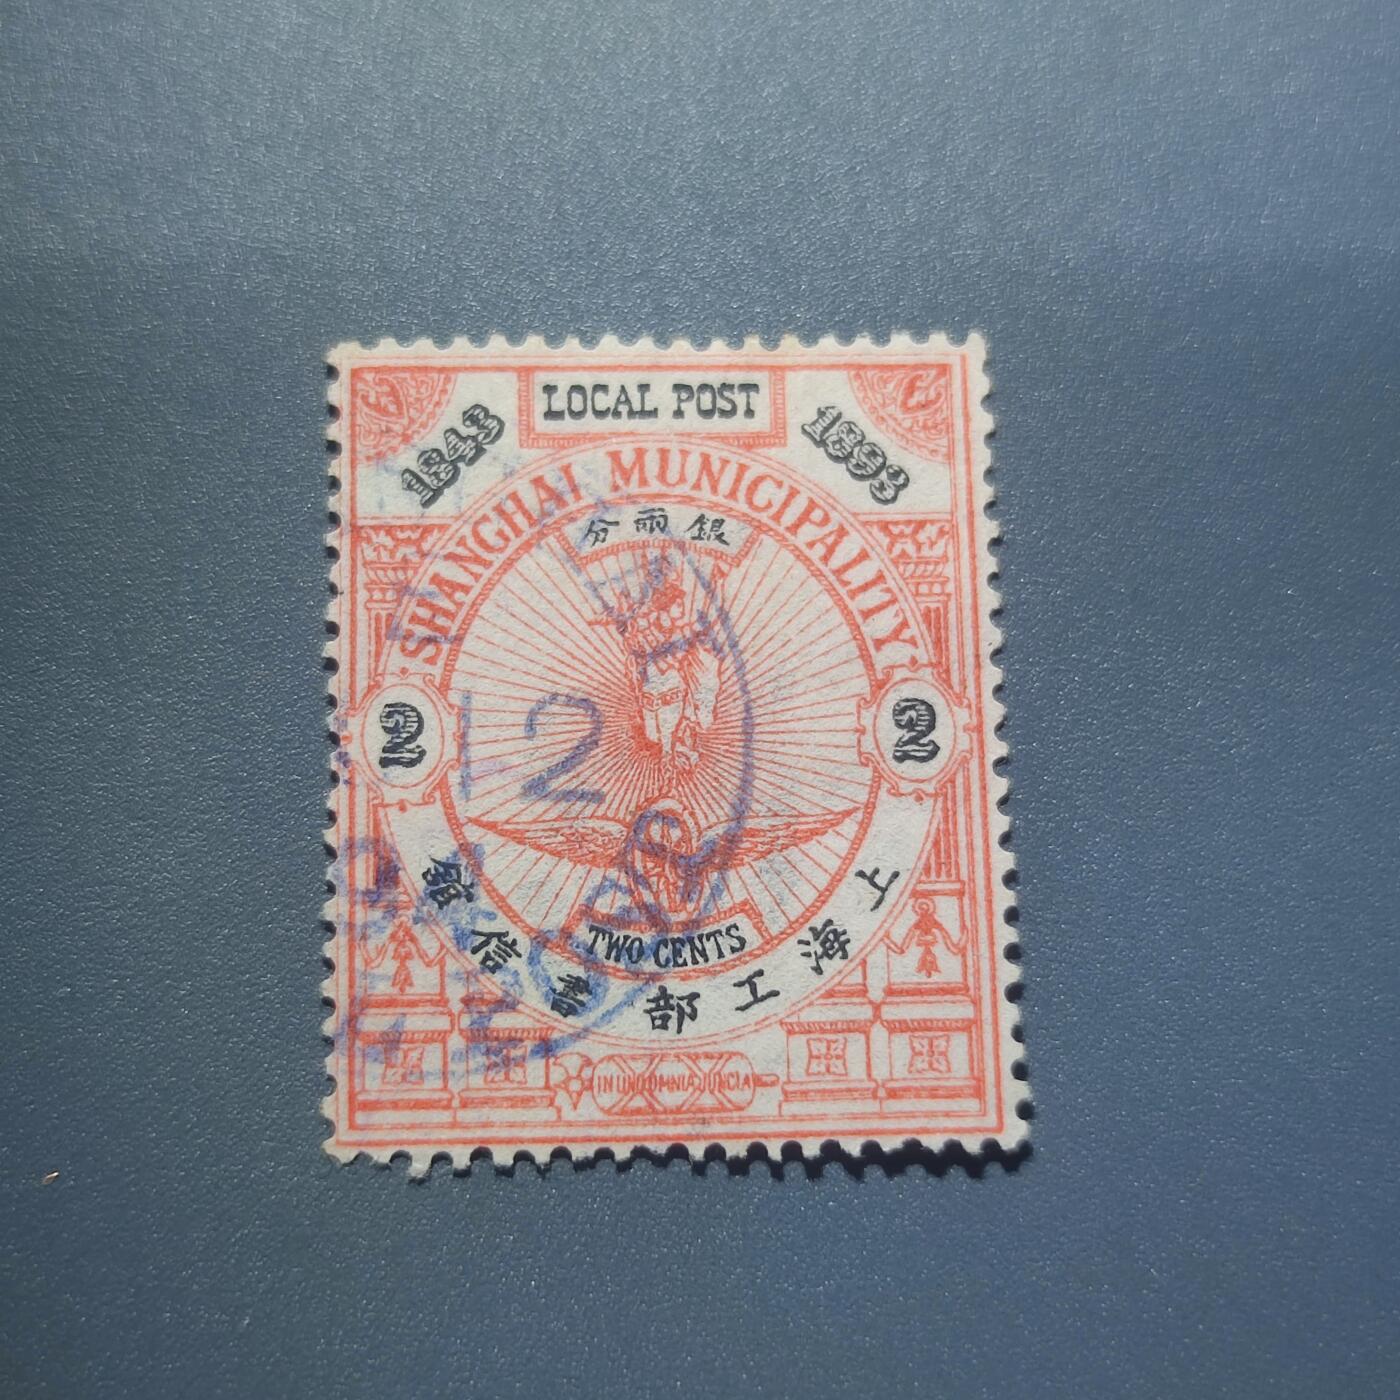 LOCAL POST
1843
1893
SHANGHAI MUNICIPALITY
銀兩分
2
2
12
TWO CENTS
上海工部書信館
IN UNO OMNIA JUNCTA